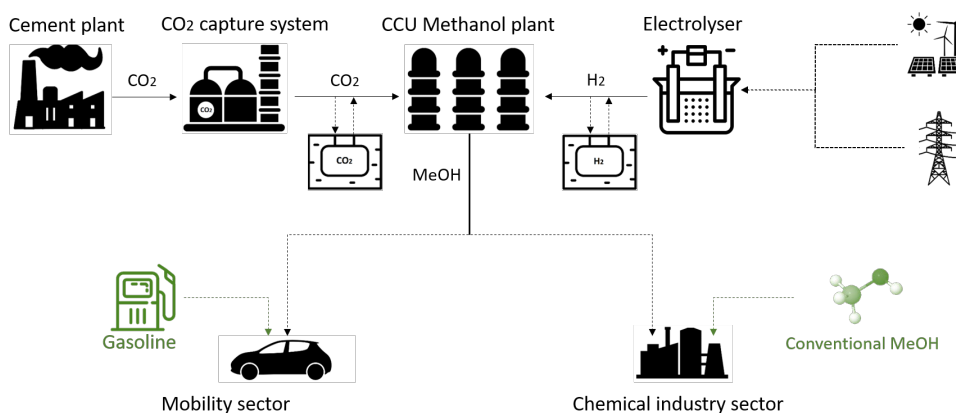 Cement plant
CO2 capture system
CCU Methanol plant
Electrolyser
CO2
CO2
H2
CO2
CO2
H2
MeOH
Gasoline
Conventional MeOH
Mobility sector
Chemical industry sector